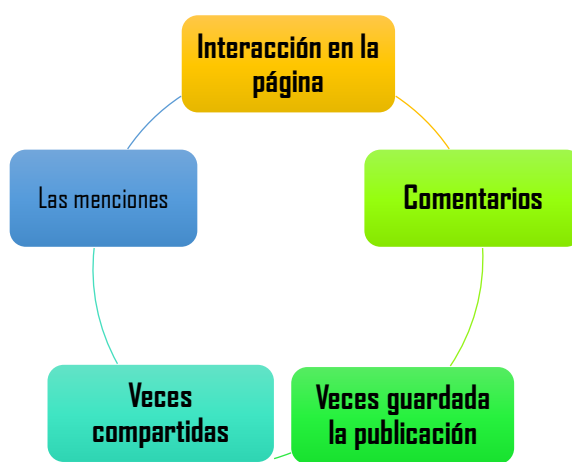 Interacción en la
página
Las menciones
Comentarios
Veces
compartidas
Veces guardada
la publicación